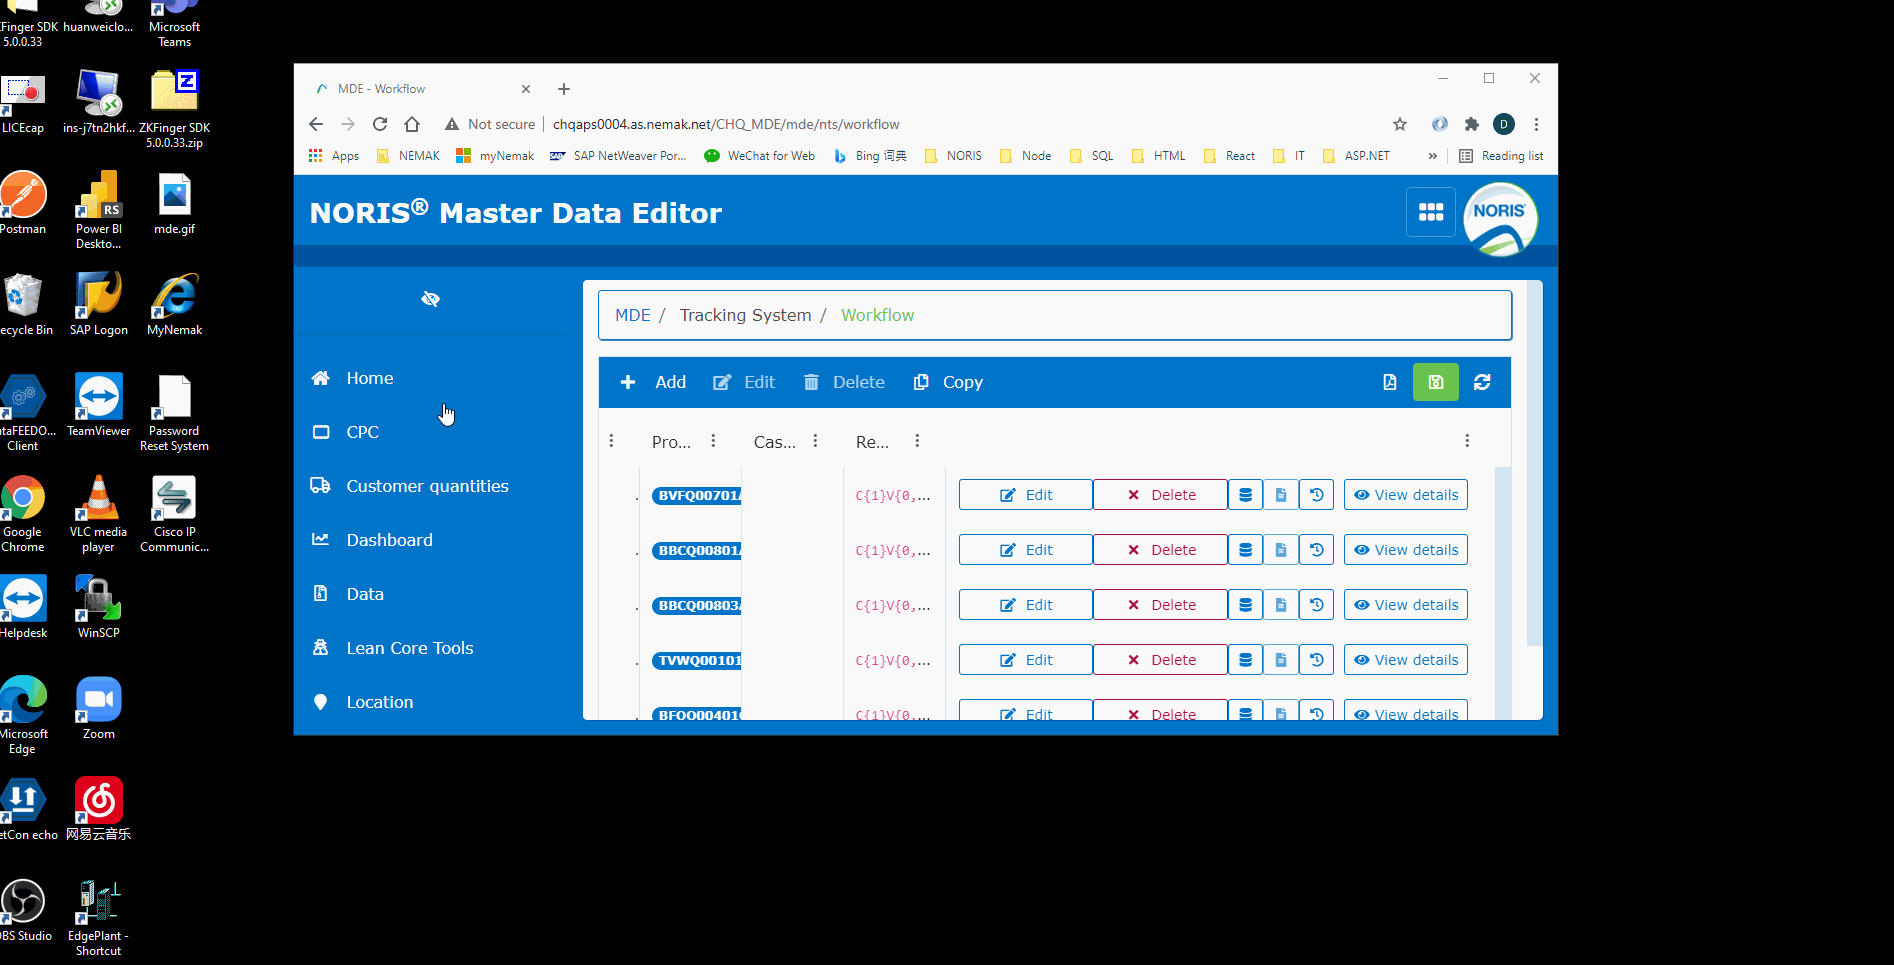 Finger SDK
5.0.0.33
huanweiclo...
Microsoft
Teams
LICEcap
ins-j7tn2hkf...
ZKFinger SDK
5.0.0.33.zip
Postman
RS
Power BI
Deskto...
mde.gif
ecycle Bin
SAP Logon
MyNemak
ataFEEDO...
Client
TeamViewer
Password
Reset System
Google
Chrome
VLC media
player
Cisco IP
Communic...
Helpdesk
WinSCP
Microsoft
Edge
Zoom
etCon echo
网易云音乐
OBS Studio
EdgePlant -
Shortcut
MDE - Workflow
Not secure
chqaps0004.as.nemak.net/CHQ_MDE/mde/nts/workflow
D
Apps NEMAK myNemak SAP NetWeaver Por... WeChat for Web Bing 词典 NORIS Node SQL HTML React IT ASP.NET » Reading list
NORIS® Master Data Editor
NORIS
Home
CPC
Customer quantities
Dashboard
Data
Lean Core Tools
Location
MDE / Tracking System / Workflow
Add Edit Delete Copy
Pro... Cas... Re...
. BVFQ00701 C{1}V{0,... Edit Delete View details
. BBCQ00801 C{1}V{0,... Edit Delete View details
. BBCQ00803 C{1}V{0,... Edit Delete View details
. TVWQ00101 C{1}V{0,... Edit Delete View details
BFQQ00401 C{1}V{0,... Edit Delete View details